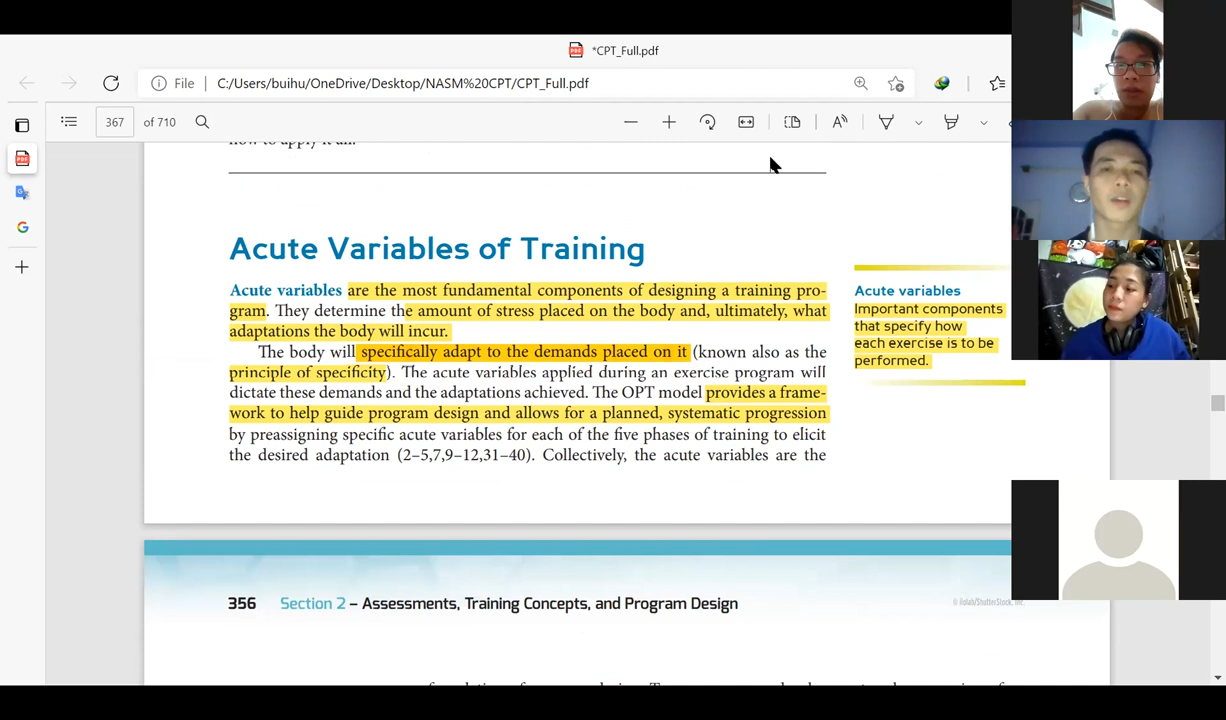 *CPT_Full.pdf
File C:/Users/buihu/OneDrive/Desktop/NASM%20CPT/CPT_Full.pdf
367 of 710
how to apply it all.
Acute Variables of Training
Acute variables are the most fundamental components of designing a training pro-
gram. They determine the amount of stress placed on the body and, ultimately, what
adaptations the body will incur.
The body will specifically adapt to the demands placed on it (known also as the
principle of specificity). The acute variables applied during an exercise program will
dictate these demands and the adaptations achieved. The OPT model provides a frame-
work to help guide program design and allows for a planned, systematic progression
by preassigning specific acute variables for each of the five phases of training to elicit
the desired adaptation (2–5,7,9–12,31–40). Collectively, the acute variables are the
Acute variables
Important components
that specify how
each exercise is to be
performed.
356 Section 2 – Assessments, Training Concepts, and Program Design